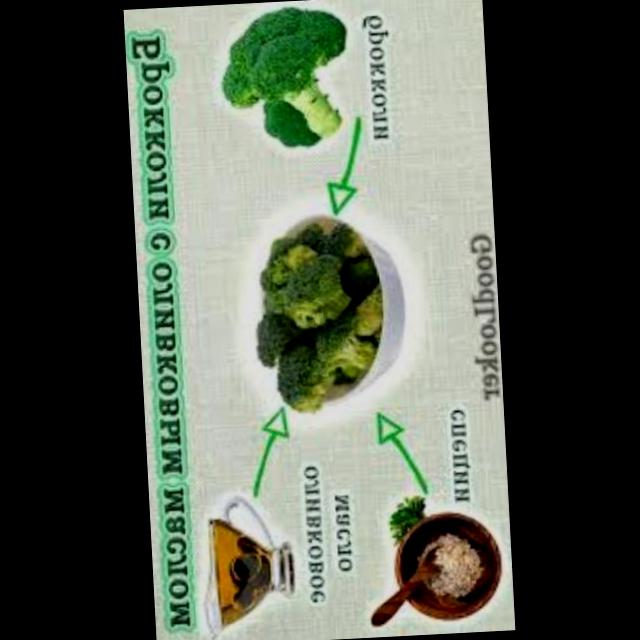 Брокколи с оливковым маслом
брокколи
специи
масло
оливковое
GoodLooker